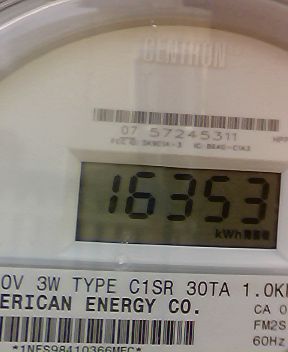 CENTRON
07 57245311
16353
kWh
0V 3W TYPE C1SR 30TA 1.0K
ERICAN ENERGY CO.
CA 0
FM2S
60Hz
*1NES98410366MEC*